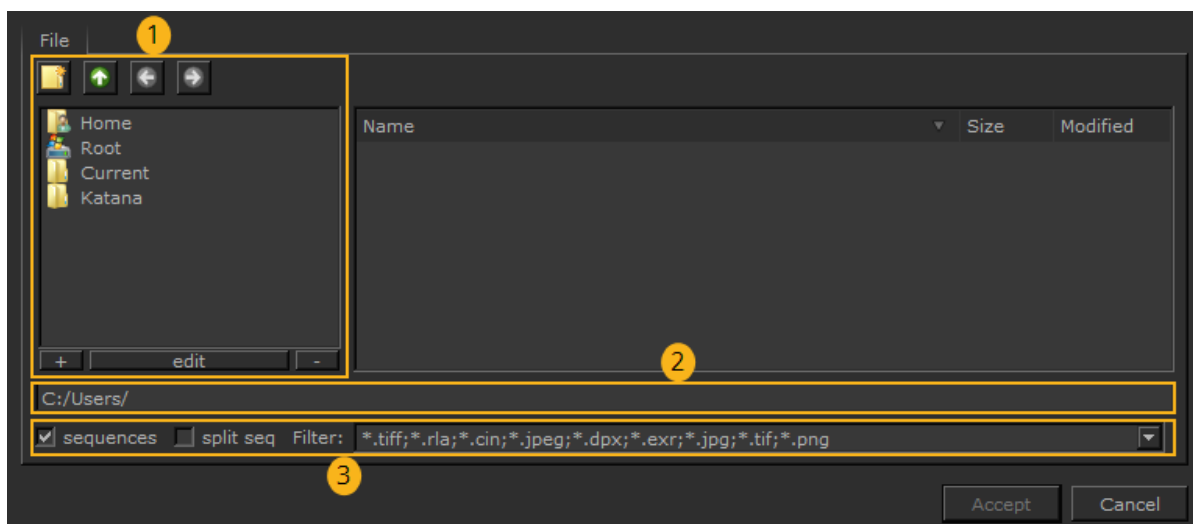 File
1
Home
Root
Current
Katana
Name Size Modified
+ edit -
2
C:/Users/
sequences split seq Filter: *.tiff;*.rla;*.cin;*.jpeg;*.dpx;*.exr;*.jpg;*.tif;*.png
3
Accept Cancel